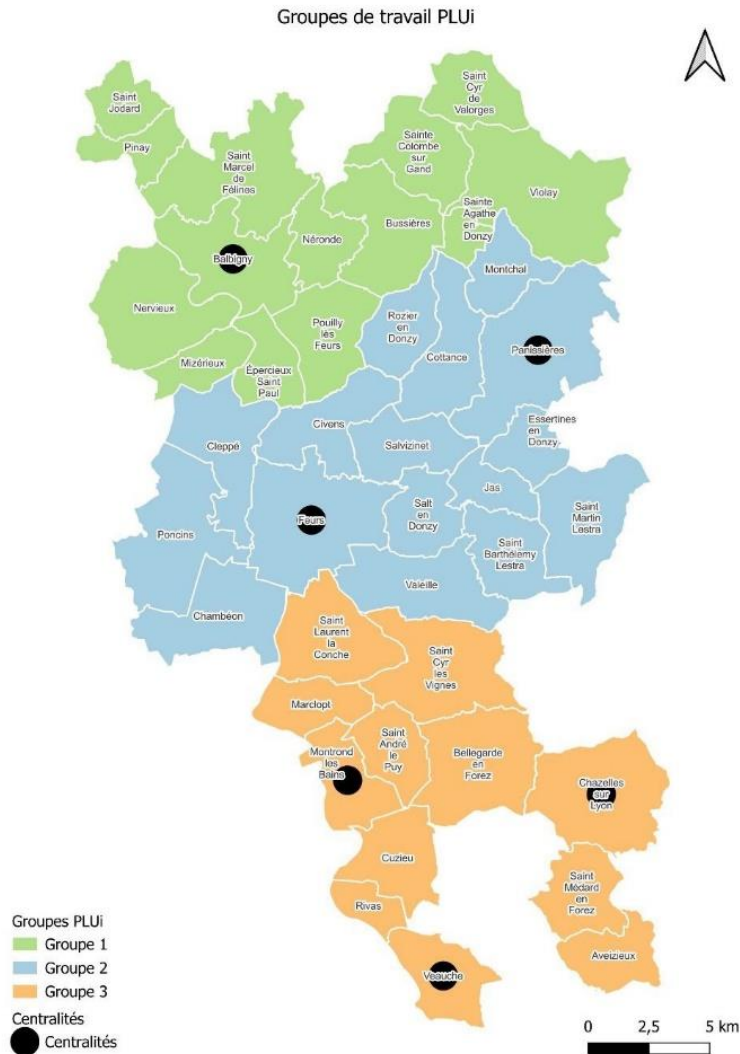 Groupes de travail PLUi
Saint
Cyr
de
Valorges
Saint
Jodard
Pinay
Sainte
Colombe
sur
Gand
Saint
Marcel
de
Félines
Violay
Sainte
Agathe
en
Donzy
Bussières
Néronde
Balbigny
Montchal
Nervieux
Pouilly
lès
Feurs
Rozier
en
Donzy
Panissières
Cottance
Mizérieux
Épercieux
Saint
Paul
Civens
Essertines
en
Donzy
Cleppé
Salvizinet
Jas
Salt
en
Donzy
Saint
Martin
Lestra
Feurs
Poncins
Saint
Barthélemy
Lestra
Valeille
Chambéon
Saint
Laurent
la
Conche
Saint
Cyr
les
Vignes
Marclopt
Saint
André
le
Puy
Montrond
les
Bains
Bellegarde
en
Forez
Chazelles
sur
Lyon
Cuzieu
Saint
Médard
en
Forez
Rivas
Aveizieux
Veauche
Groupes PLUi
Groupe 1
Groupe 2
Groupe 3
Centralités
Centralités
0 2,5 5 km